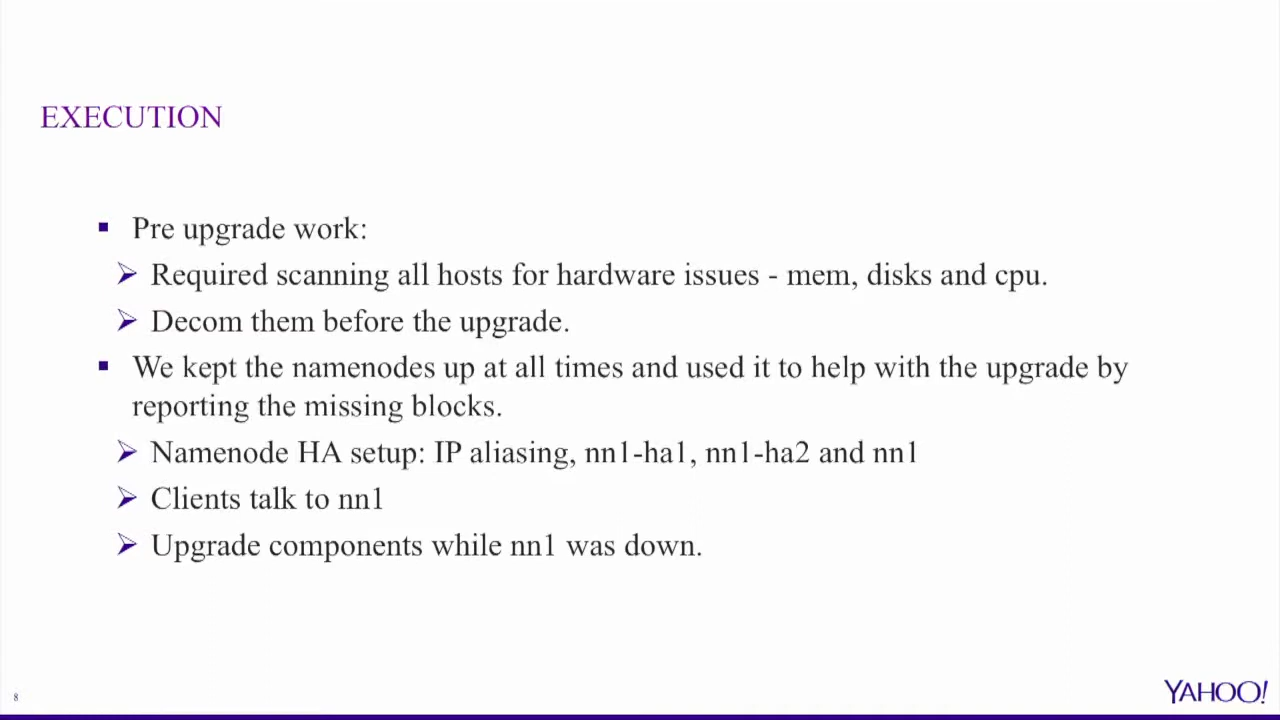 EXECUTION
▪ Pre upgrade work:
➢ Required scanning all hosts for hardware issues - mem, disks and cpu.
➢ Decom them before the upgrade.
▪ We kept the namenodes up at all times and used it to help with the upgrade by
reporting the missing blocks.
➢ Namenode HA setup: IP aliasing, nn1-ha1, nn1-ha2 and nn1
➢ Clients talk to nn1
➢ Upgrade components while nn1 was down.
8
YAHOO!